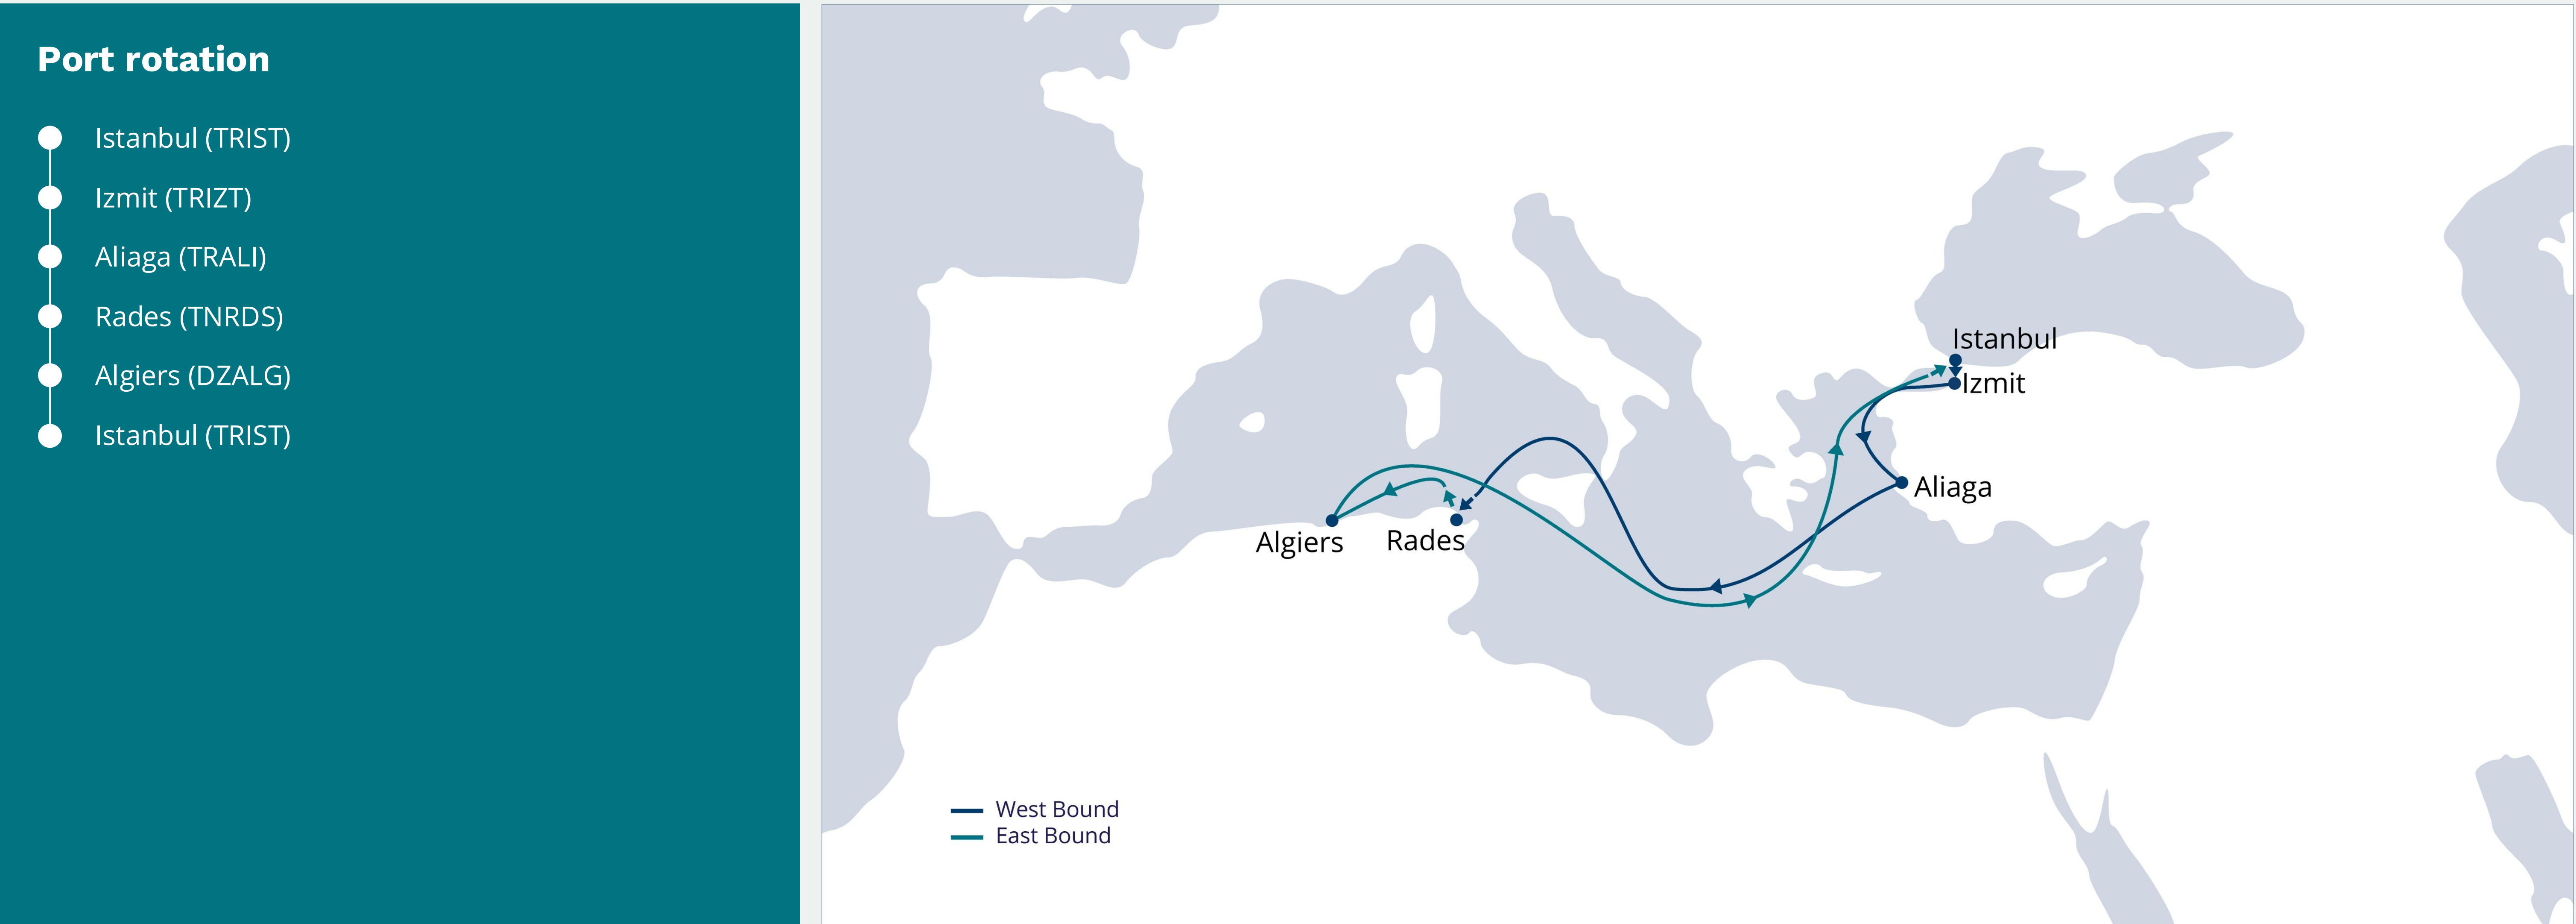 Port rotation
Istanbul (TRIST)
Izmit (TRIZT)
Aliaga (TRALI)
Rades (TNRDS)
Algiers (DZALG)
Istanbul (TRIST)
Istanbul
Izmit
Aliaga
Algiers
Rades
West Bound
East Bound